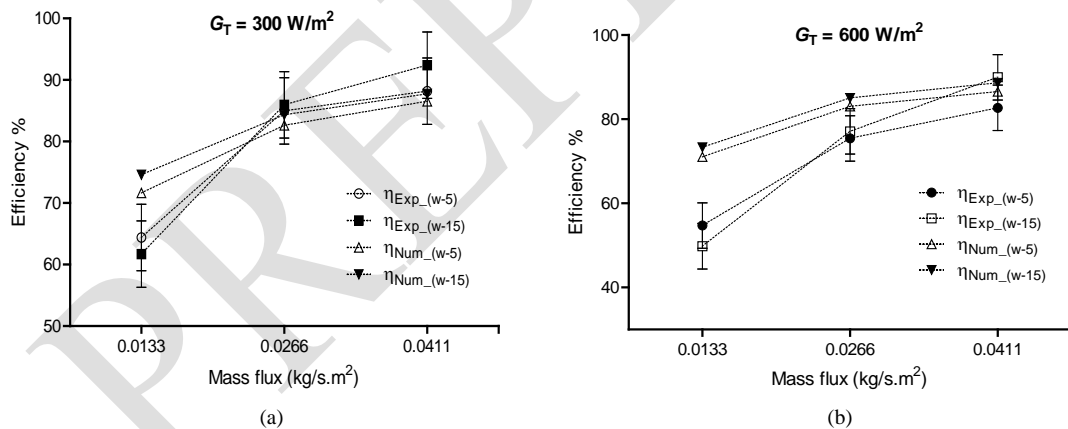 G_T = 300 W/m²
100
90
80
70
60
50
Efficiency %
η_Exp_(w-5)
η_Exp_(w-15)
η_Num_(w-5)
η_Num_(w-15)
0.0133
0.0266
0.0411
Mass flux (kg/s.m²)
(a)
G_T = 600 W/m²
100
80
60
40
Efficiency %
η_Exp_(w-5)
η_Exp_(w-15)
η_Num_(w-5)
η_Num_(w-15)
0.0133
0.0266
0.0411
Mass flux (kg/s.m²)
(b)